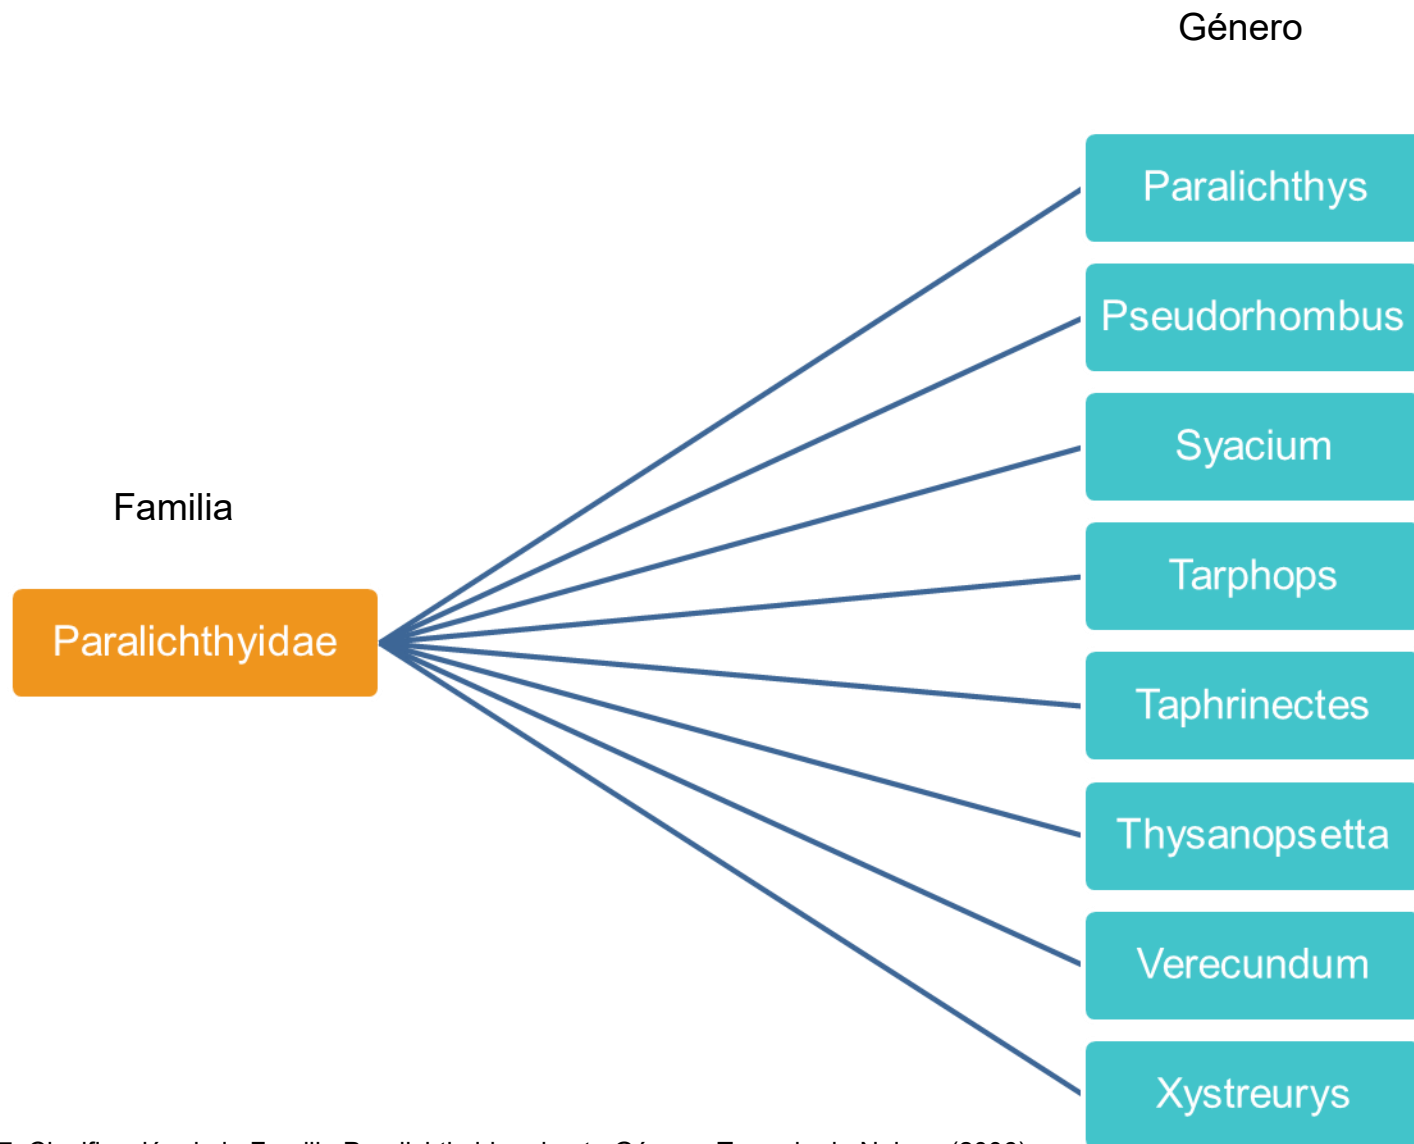 Género
Paralichthys
Pseudorhombus
Syacium
Familia
Tarphops
Paralichthyidae
Taphrinectes
Thysanopsetta
Verecundum
Xystreurys